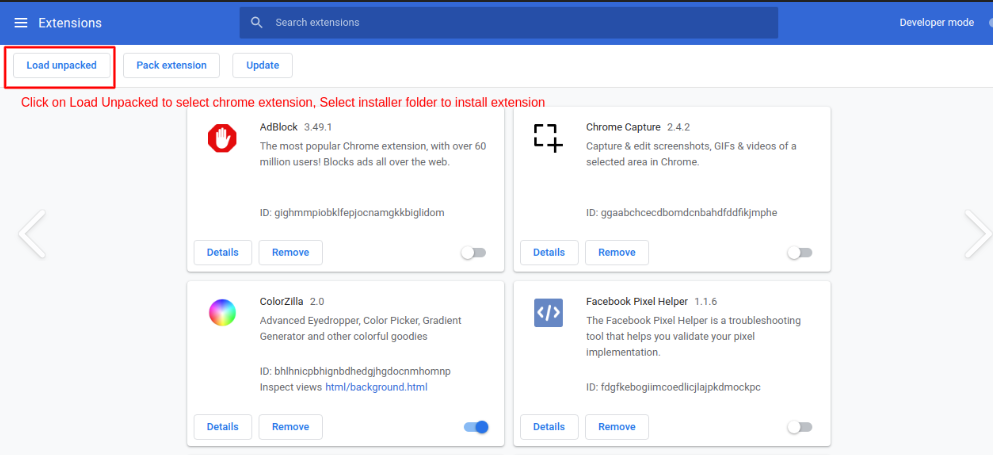 Extensions
Search extensions
Developer mode
Load unpacked
Pack extension
Update
Click on Load Unpacked to select chrome extension, Select installer folder to install extension
AdBlock 3.49.1
The most popular Chrome extension, with over 60
million users! Blocks ads all over the web.
ID: gighmmpiobklfepjocnamgkkbiglidom
Details
Remove
Chrome Capture 2.4.2
Capture & edit screenshots, GIFs & videos of a
selected area in Chrome.
ID: ggaabchcecdbomdcnbahdfddfikjmphe
Details
Remove
ColorZilla 2.0
Advanced Eyedropper, Color Picker, Gradient
Generator and other colorful goodies
ID: bhlhnicpbhignbdhedgjhgdocnmhomnp
Inspect views html/background.html
Details
Remove
Facebook Pixel Helper 1.1.6
The Facebook Pixel Helper is a troubleshooting
tool that helps you validate your pixel
implementation.
ID: fdgfkebogiimcoedlicjlajpkdmockpc
Details
Remove